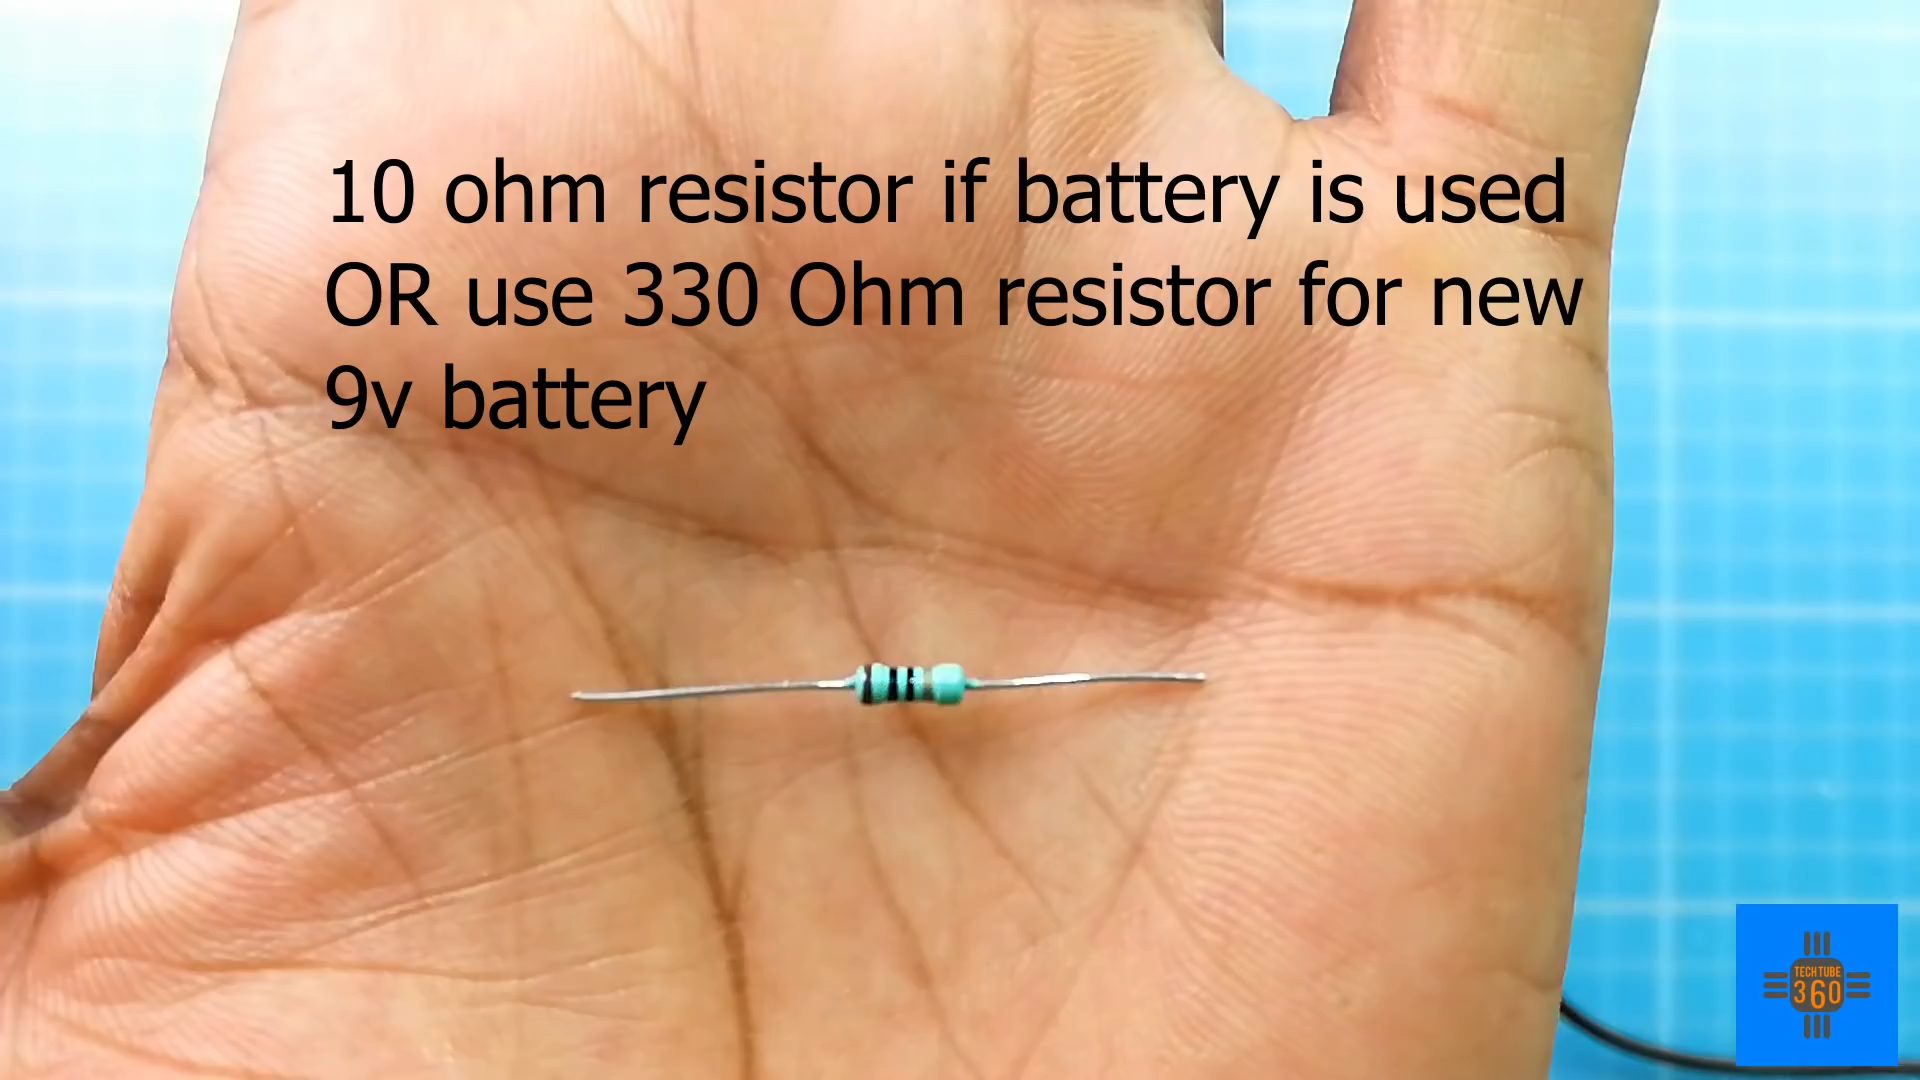 10 ohm resistor if battery is used
OR use 330 Ohm resistor for new
9v battery
TECH TUBE
360